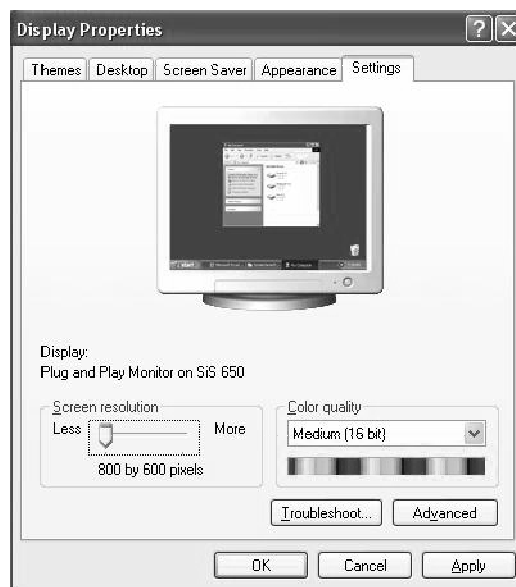 Display Properties
Themes Desktop Screen Saver Appearance Settings
Display:
Plug and Play Monitor on SiS 650
Screen resolution
Less More
800 by 600 pixels
Color quality
Medium (16 bit)
Troubleshoot... Advanced
OK Cancel Apply